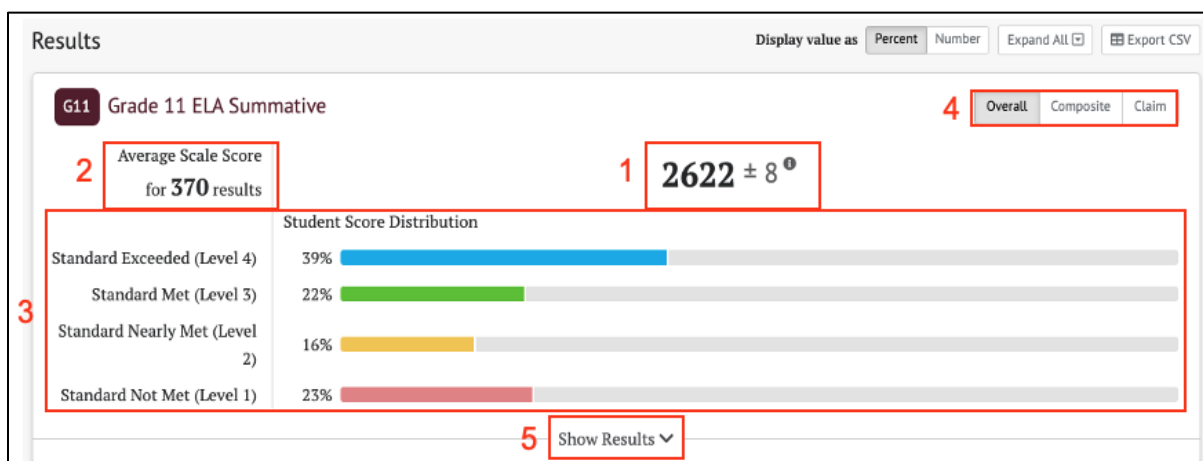 Results
Display value as Percent Number Expand All Export CSV
G11 Grade 11 ELA Summative
4 Overall Composite Claim
2 Average Scale Score
for 370 results
1 2622 ± 8
3
Student Score Distribution
Standard Exceeded (Level 4) 39%
Standard Met (Level 3) 22%
Standard Nearly Met (Level
2) 16%
Standard Not Met (Level 1) 23%
5 Show Results